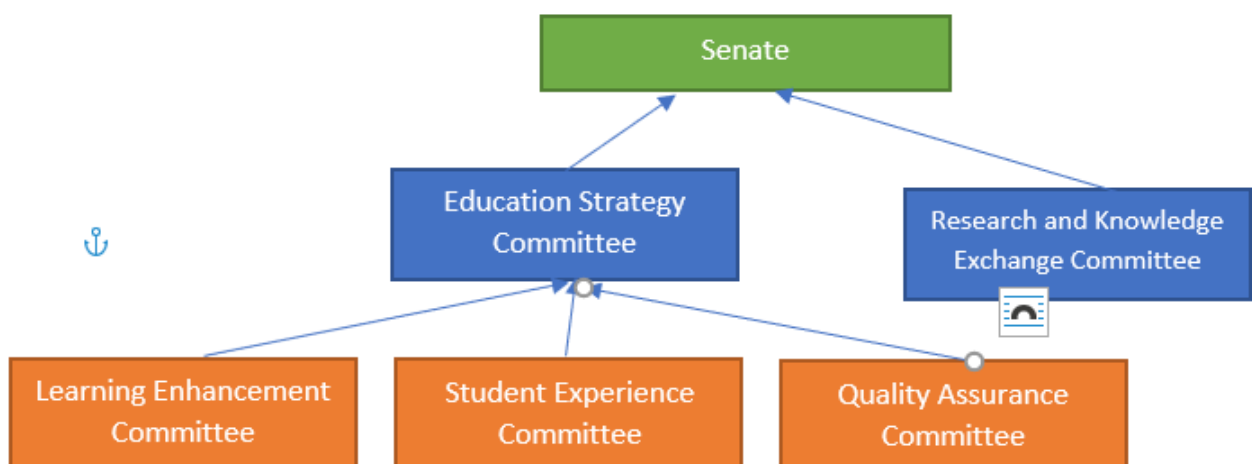 Senate
Education Strategy
Committee
Research and Knowledge
Exchange Committee
Learning Enhancement
Committee
Student Experience
Committee
Quality Assurance
Committee